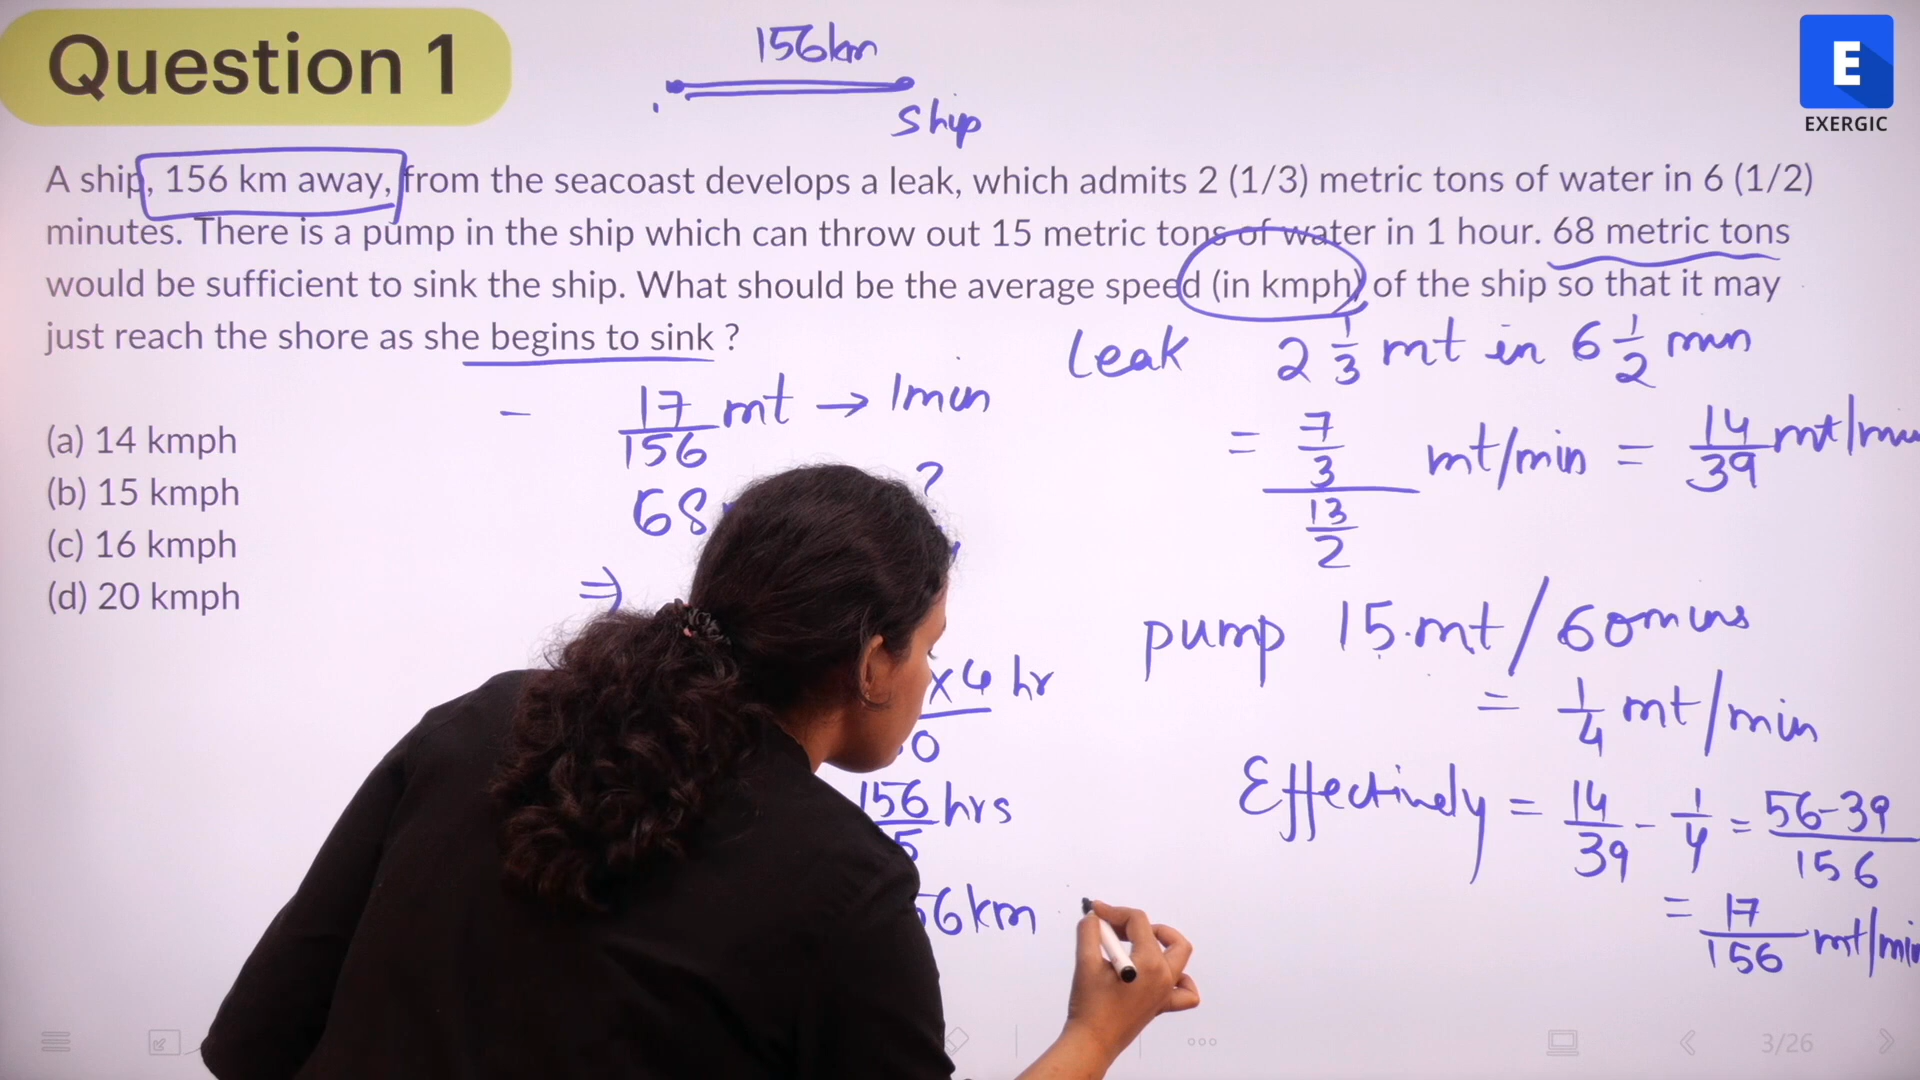 Question 1
156km
Ship
E
EXERGIC
A ship, 156 km away, from the seacoast develops a leak, which admits 2 (1/3) metric tons of water in 6 (1/2)
minutes. There is a pump in the ship which can throw out 15 metric tons of water in 1 hour. 68 metric tons
would be sufficient to sink the ship. What should be the average speed (in kmph) of the ship so that it may
just reach the shore as she begins to sink ?
(a) 14 kmph
(b) 15 kmph
(c) 16 kmph
(d) 20 kmph
- 17/156 mt → 1min
68 ?
⇒
×4 hr
0
156/5 hrs
6km
Leak 2 1/3 mt in 6 1/2 min
= 7/3 / 13/2 mt/min = 14/39 mt/mi
pump 15.mt/60mins
= 1/4 mt/min
Effectively = 14/39 - 1/4 = 56-39/156
= 17/156 mt/min
3/26